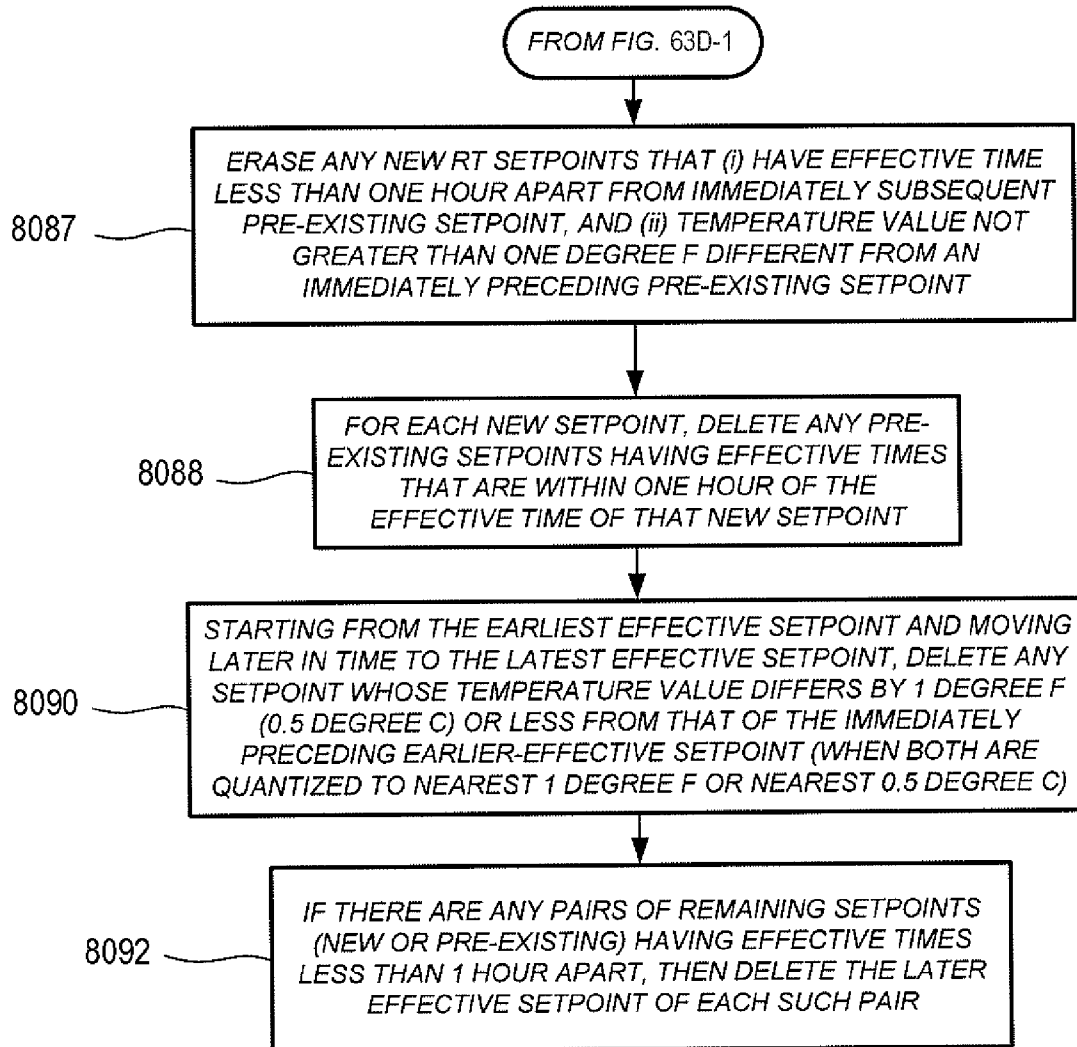 FROM FIG. 63D-1
8087
ERASE ANY NEW RT SETPOINTS THAT (i) HAVE EFFECTIVE TIME
LESS THAN ONE HOUR APART FROM IMMEDIATELY SUBSEQUENT
PRE-EXISTING SETPOINT, AND (ii) TEMPERATURE VALUE NOT
GREATER THAN ONE DEGREE F DIFFERENT FROM AN
IMMEDIATELY PRECEDING PRE-EXISTING SETPOINT
8088
FOR EACH NEW SETPOINT, DELETE ANY PRE-
EXISTING SETPOINTS HAVING EFFECTIVE TIMES
THAT ARE WITHIN ONE HOUR OF THE
EFFECTIVE TIME OF THAT NEW SETPOINT
8090
STARTING FROM THE EARLIEST EFFECTIVE SETPOINT AND MOVING
LATER IN TIME TO THE LATEST EFFECTIVE SETPOINT, DELETE ANY
SETPOINT WHOSE TEMPERATURE VALUE DIFFERS BY 1 DEGREE F
(0.5 DEGREE C) OR LESS FROM THAT OF THE IMMEDIATELY
PRECEDING EARLIER-EFFECTIVE SETPOINT (WHEN BOTH ARE
QUANTIZED TO NEAREST 1 DEGREE F OR NEAREST 0.5 DEGREE C)
8092
IF THERE ARE ANY PAIRS OF REMAINING SETPOINTS
(NEW OR PRE-EXISTING) HAVING EFFECTIVE TIMES
LESS THAN 1 HOUR APART, THEN DELETE THE LATER
EFFECTIVE SETPOINT OF EACH SUCH PAIR